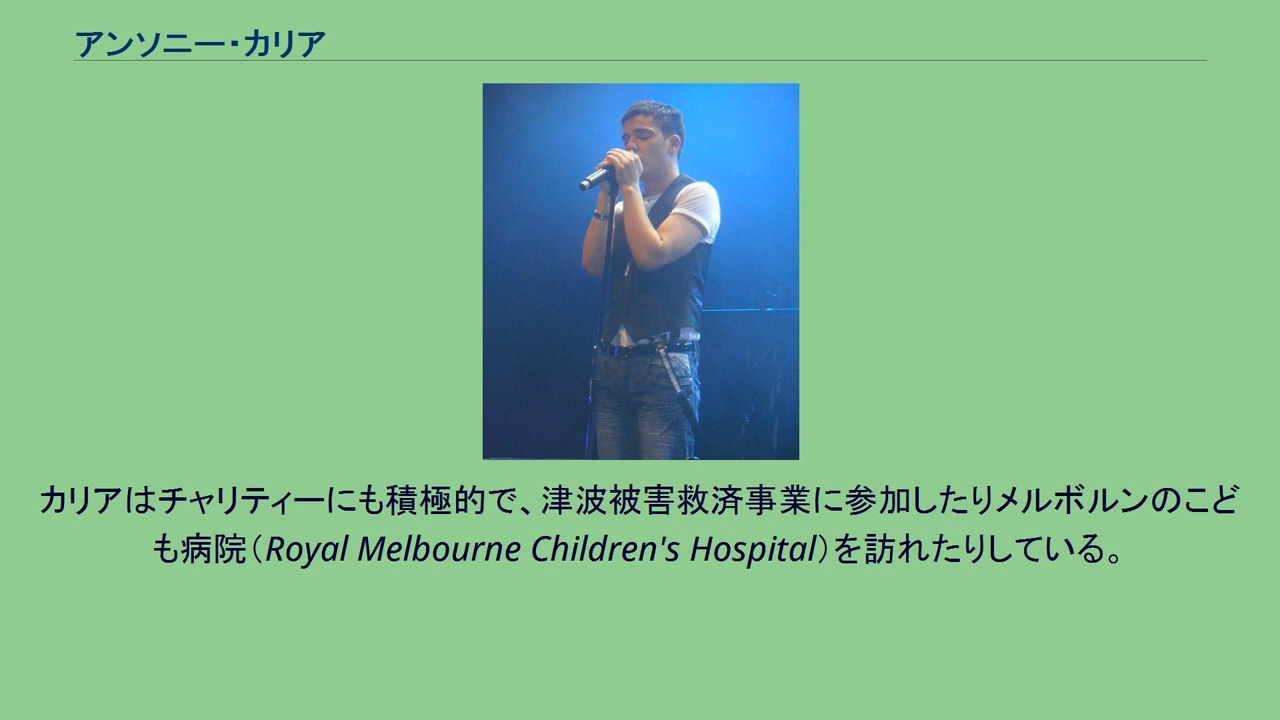 アンソニー・カリア
カリアはチャリティーにも積極的で、津波被害救済事業に参加したりメルボルンのこど
も病院（Royal Melbourne Children's Hospital）を訪れたりしている。